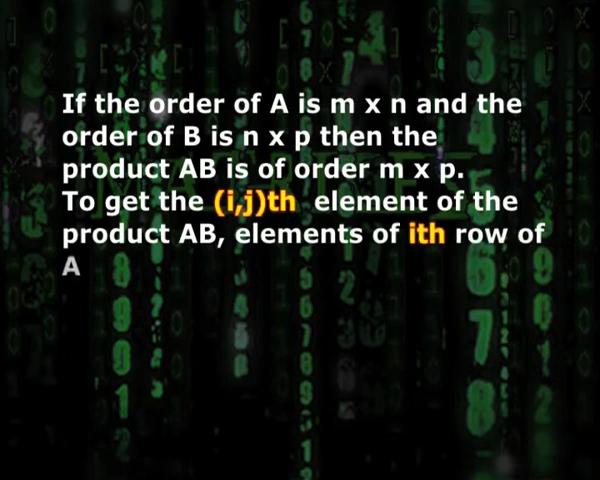 If the order of A is m x n and the
order of B is n x p then the
product AB is of order m x p.
To get the (i,j)th element of the
product AB, elements of ith row of
A